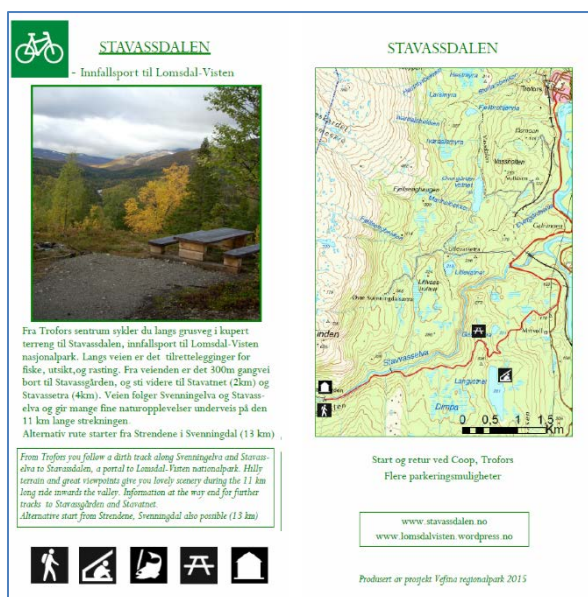 STAVASSDALEN
- Innfallsport til Lomsdal-Visten
Fra Trofors sentrum sykler du langs grusveg i kupert
terreng til Stavassdalen, innfallsport til Lomsdal-Visten
nasjonalpark. Langs veien er det tilrettelegginger for
fiske, utsikt,og rasting. Fra veienden er det 300m gangvei
bort til Stavassgården, og sti videre til Stavatnet (2km) og
Stavassetra (4km). Veien følger Svenningelva og Stavass-
elva og gir mange fine naturopplevelser underveis på den
11 km lange strekningen.
Alternativ rute starter fra Strendene i Svenningdal (13 km)
From Trofors you follow a dirth track along Svenningelva and Stavass-
elva to Stavassdalen, a portal to Lomsdal-Visten nationalpark. Hilly
terrain and great viewpoints give you lovely scenery during the 11 km
long ride inwards the valley. Information at the way end for further
tracks to Stavassgården and Stavatnet.
Alternative start from Strendene, Svenningdal also possible (13 km)
STAVASSDALEN
Trofors
Stavvasselva
0 0,5 1 1,5
Km
Start og retur ved Coop, Trofors
Flere parkeringsmuligheter
www.stavassdalen.no
www.lomsdalvisten.wordpress.no
Produsert av prosjekt Vefsna regionalpark 2015